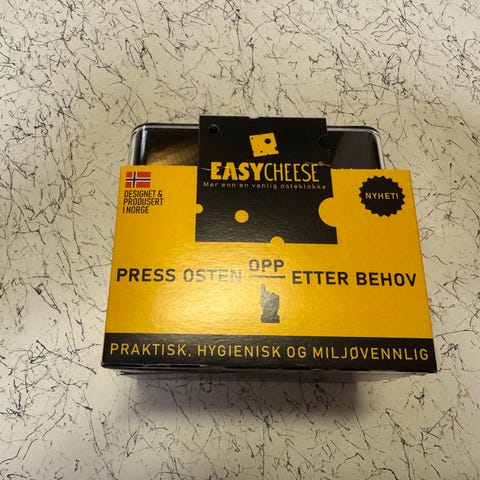 EASYCHEESE®
Mer enn en vanlig osteklokke
DESIGNET &
PRODUSERT
I NORGE
NYHET!
PRESS OSTEN OPP ETTER BEHOV
PRAKTISK, HYGIENISK OG MILJØVENNLIG